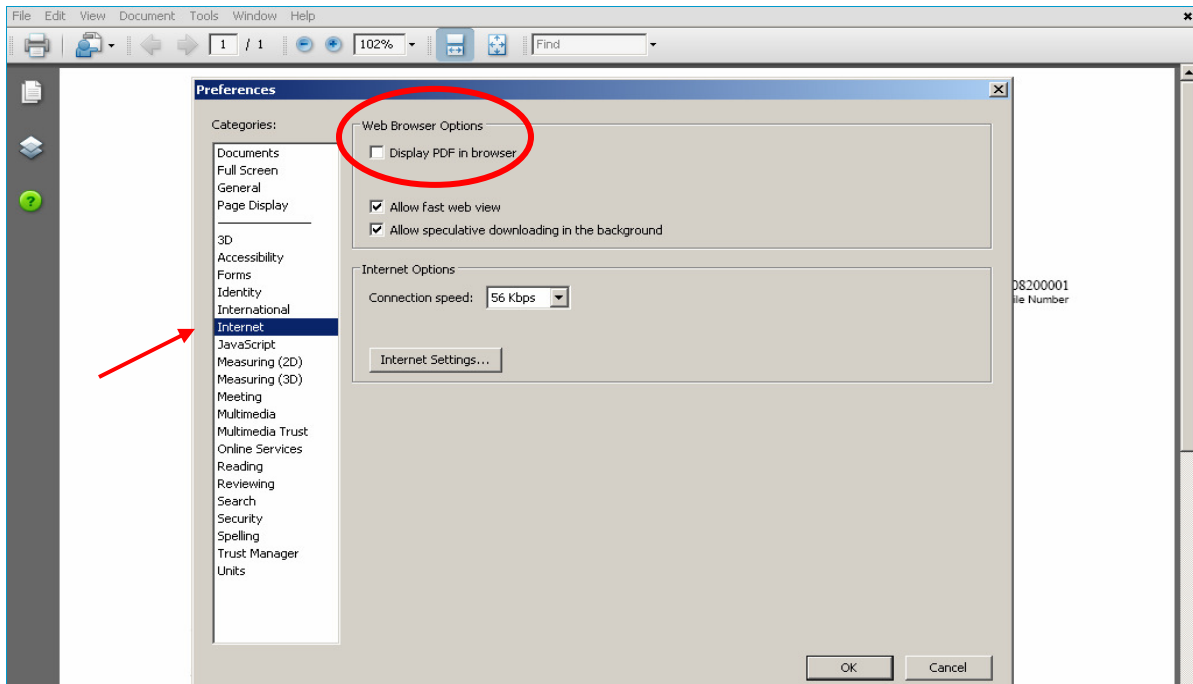 File Edit View Document Tools Window Help
1 / 1 102% Find
Preferences
Categories:
Documents
Full Screen
General
Page Display
3D
Accessibility
Forms
Identity
International
Internet
JavaScript
Measuring (2D)
Measuring (3D)
Meeting
Multimedia
Multimedia Trust
Online Services
Reading
Reviewing
Search
Security
Spelling
Trust Manager
Units
Web Browser Options
Display PDF in browser
Allow fast web view
Allow speculative downloading in the background
Internet Options
Connection speed: 56 Kbps
Internet Settings...
08200001
ile Number
OK Cancel